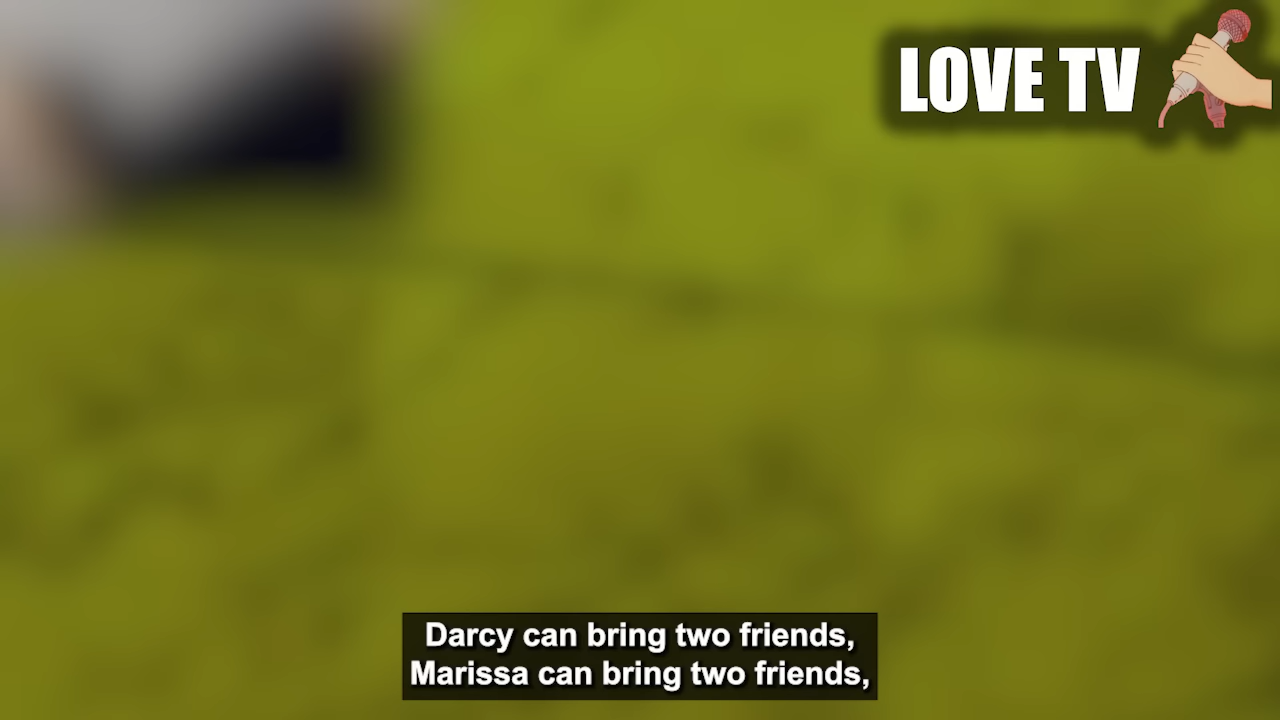 LOVE TV
Darcy can bring two friends,
Marissa can bring two friends,